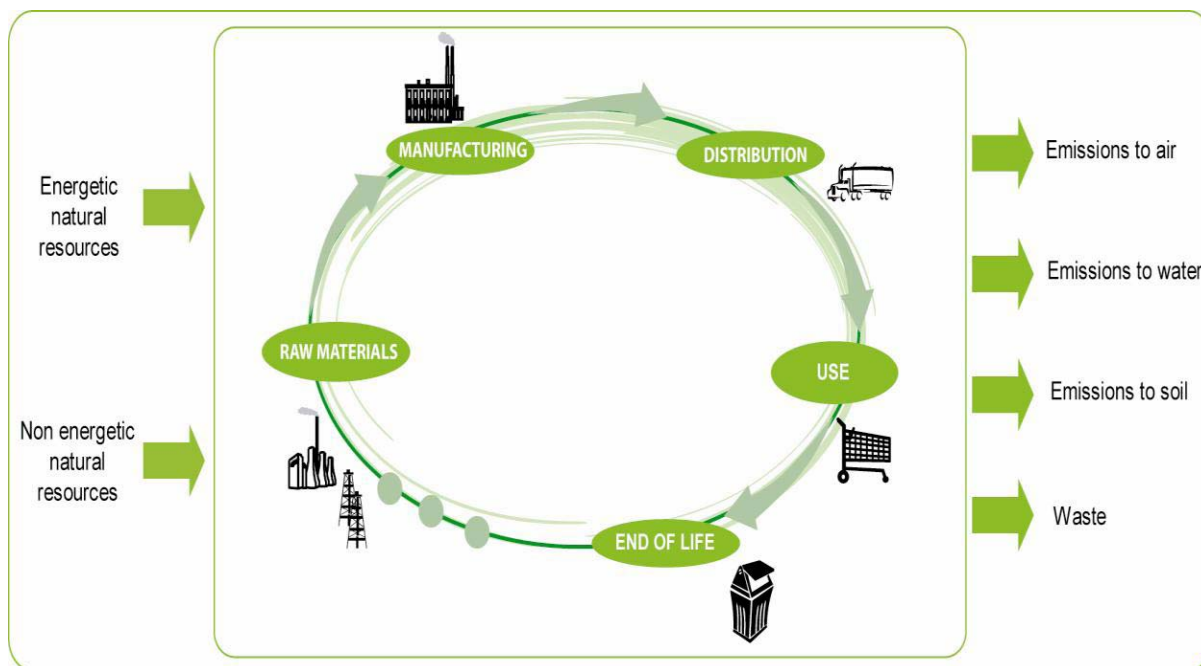 Energetic
natural
resources
Non energetic
natural
resources
MANUFACTURING
DISTRIBUTION
RAW MATERIALS
USE
END OF LIFE
Emissions to air
Emissions to water
Emissions to soil
Waste